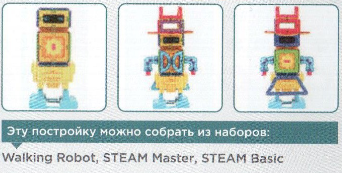 Эту постройку можно собрать из наборов:
Walking Robot, STEAM Master, STEAM Basic